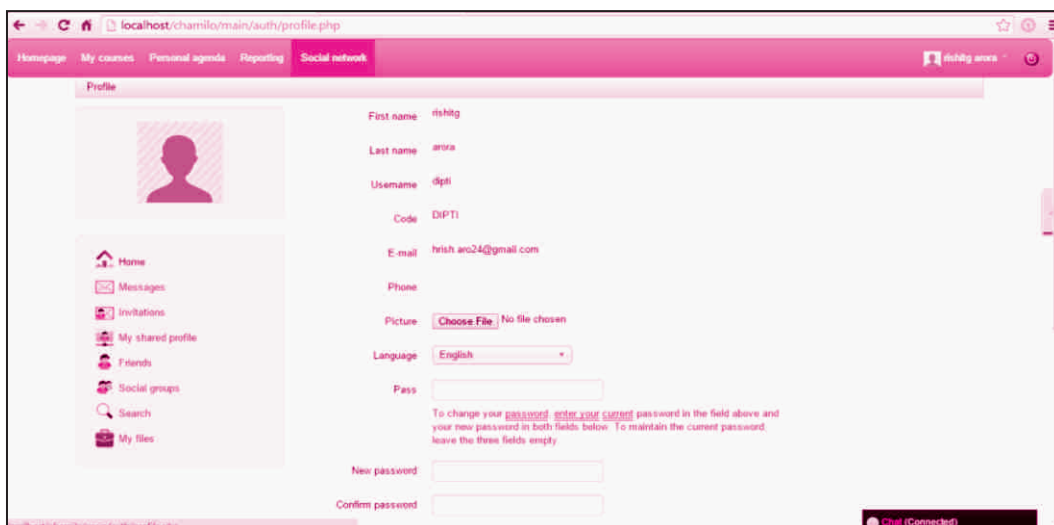 localhost/chamilo/main/auth/profile.php
Homepage My courses Personal agenda Reporting Social network rishitg arora
Profile
First name rishitg
Last name arora
Username dipti
Code DIPTI
E-mail hrish.aro24@gmail.com
Phone
Picture Choose File No file chosen
Language English
Pass
To change your password, enter your current password in the field above and
your new password in both fields below. To maintain the current password,
leave the three fields empty
New password
Confirm password
Home
Messages
Invitations
My shared profile
Friends
Social groups
Search
My files
Chat (Connected)